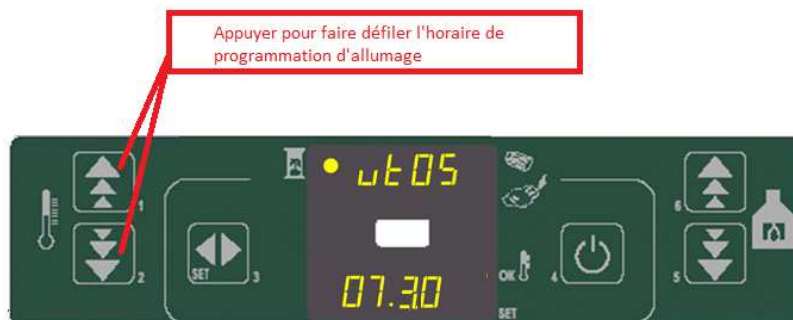 Appuyer pour faire défiler l'horaire de
programmation d'allumage
ut05
1
6
2
SET
3
OK
4
5
07.30
SET